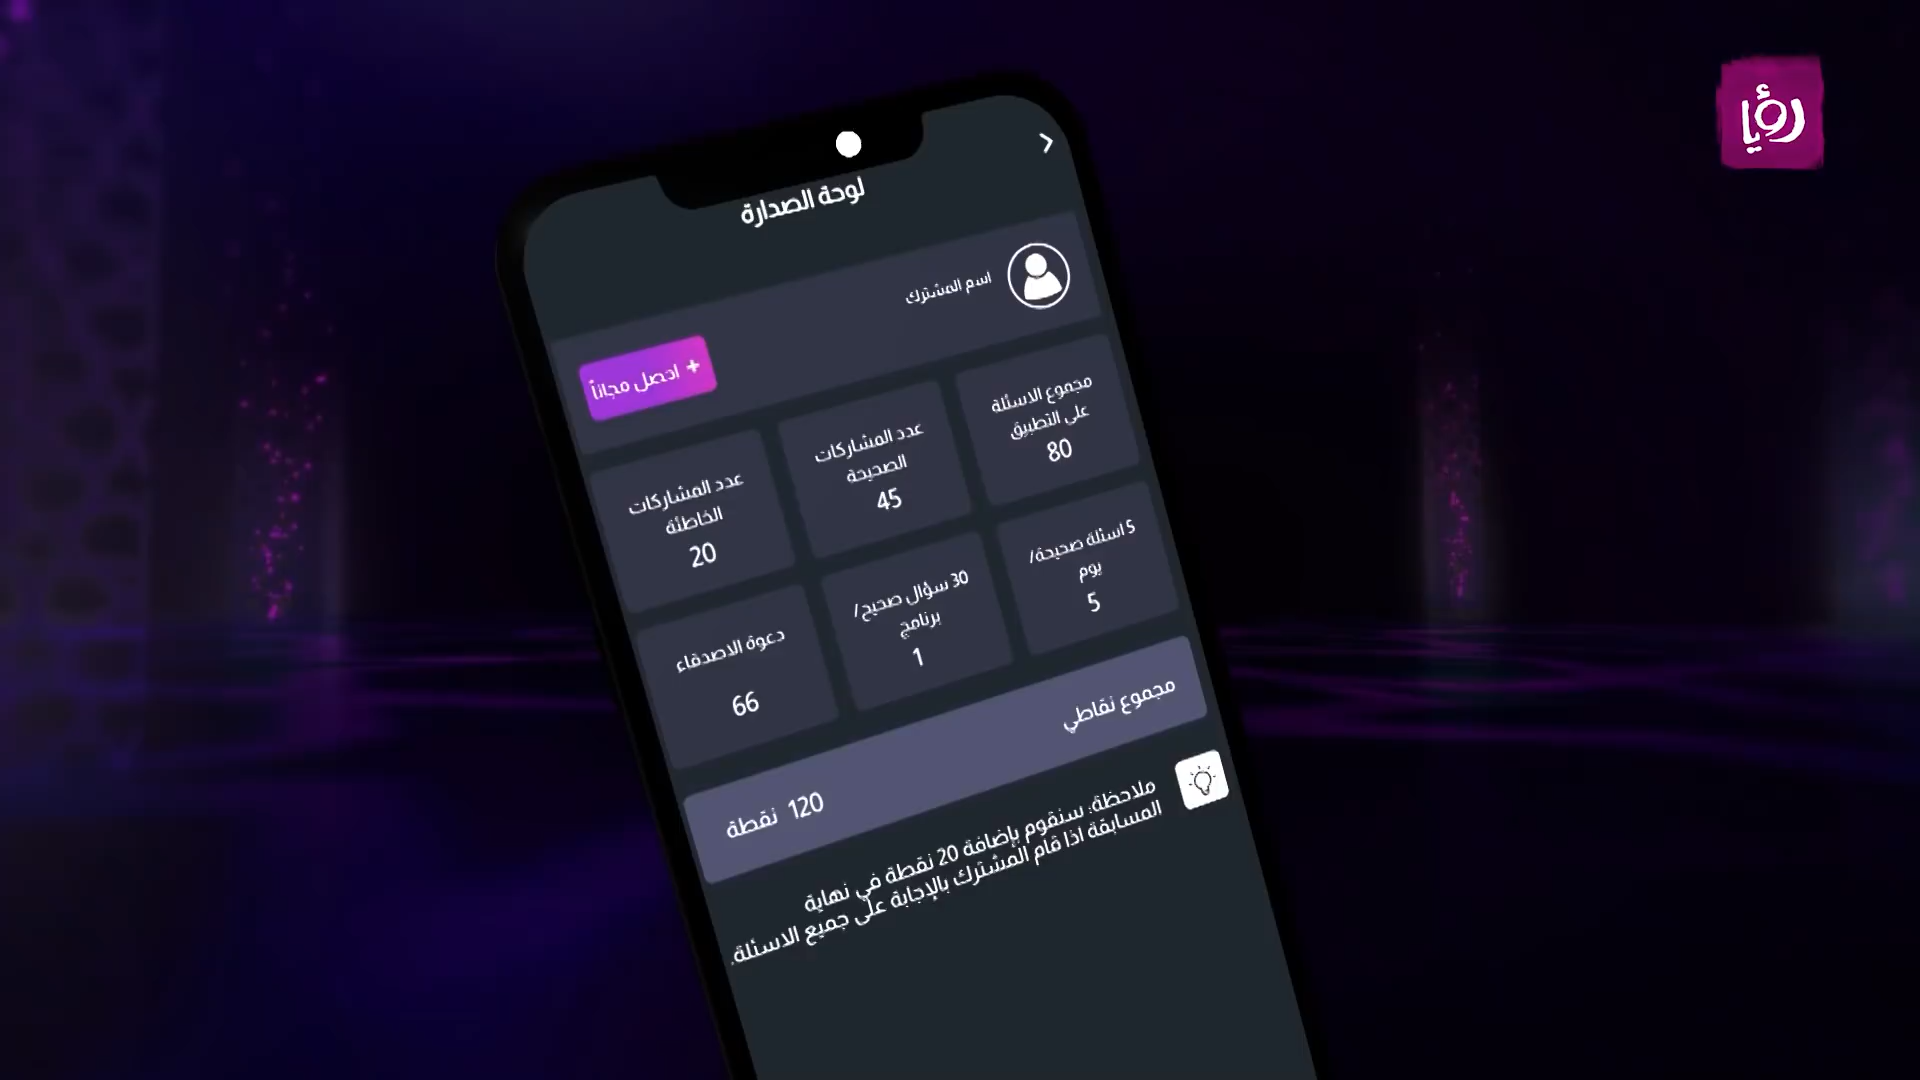 رؤيا
لوحة الصدارة
اسم المشترك
+ احصل مجاناً
مجموع الاسئلة
على التطبيق
80
عدد المشاركات
الصحيحة
45
عدد المشاركات
الخاطئة
20
5 اسئلة صحيحة/
يوم
5
30 سؤال صحيح/
برنامج
1
دعوة الاصدقاء
66
مجموع نقاطي
120 نقطة
ملاحظة: سنقوم بإضافة 20 نقطة في نهاية
المسابقة اذا قام المشترك بالإجابة على جميع الاسئلة.